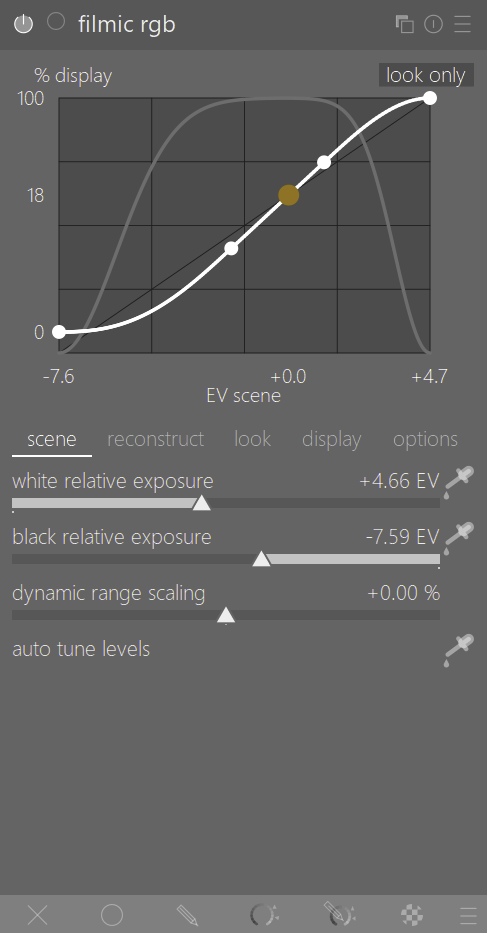 filmic rgb
% display
look only
100
18
0
-7.6 +0.0 +4.7
EV scene
scene reconstruct look display options
white relative exposure +4.66 EV
black relative exposure -7.59 EV
dynamic range scaling +0.00 %
auto tune levels